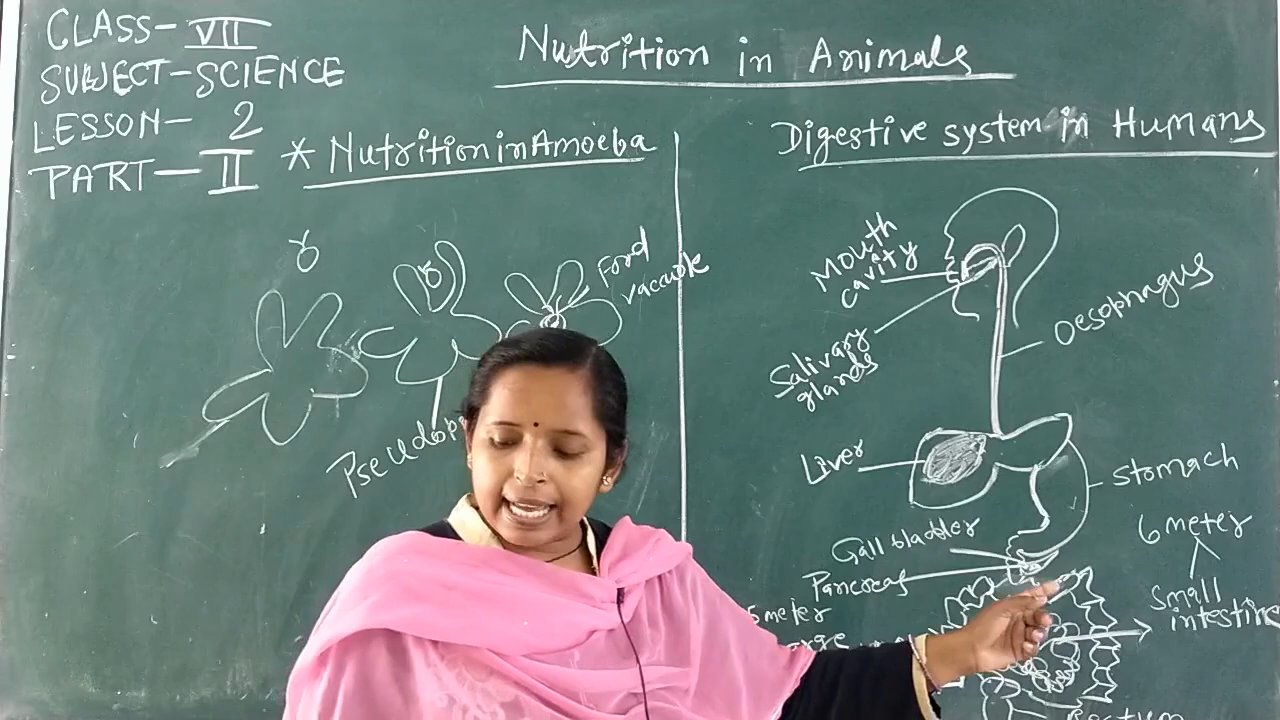 CLASS- VII
SUBJECT-SCIENCE
LESSON- 2
PART- II
Nutrition in Animals
* Nutrition in Amoeba
Food
vacuole
Digestive system in Humans
Mouth
cavity
Salivary
glands
Oesophagus
Liver
Stomach
Gall bladder
Pancreas
6 meter
Small
intestine
meter
Rectum